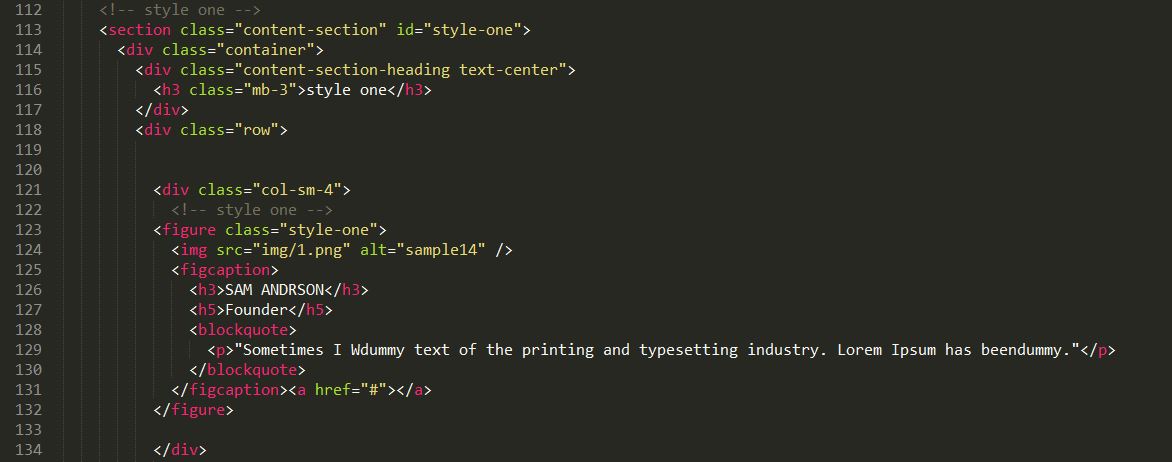 112 <!-- style one -->
113 <section class="content-section" id="style-one">
114 <div class="container">
115 <div class="content-section-heading text-center">
116 <h3 class="mb-3">style one</h3>
117 </div>
118 <div class="row">
119
120
121 <div class="col-sm-4">
122 <!-- style one -->
123 <figure class="style-one">
124 <img src="img/1.png" alt="sample14" />
125 <figcaption>
126 <h3>SAM ANDRSON</h3>
127 <h5>Founder</h5>
128 <blockquote>
129 <p>"Sometimes I Wdummy text of the printing and typesetting industry. Lorem Ipsum has beendummy."</p>
130 </blockquote>
131 </figcaption><a href="#"></a>
132 </figure>
133
134 </div>